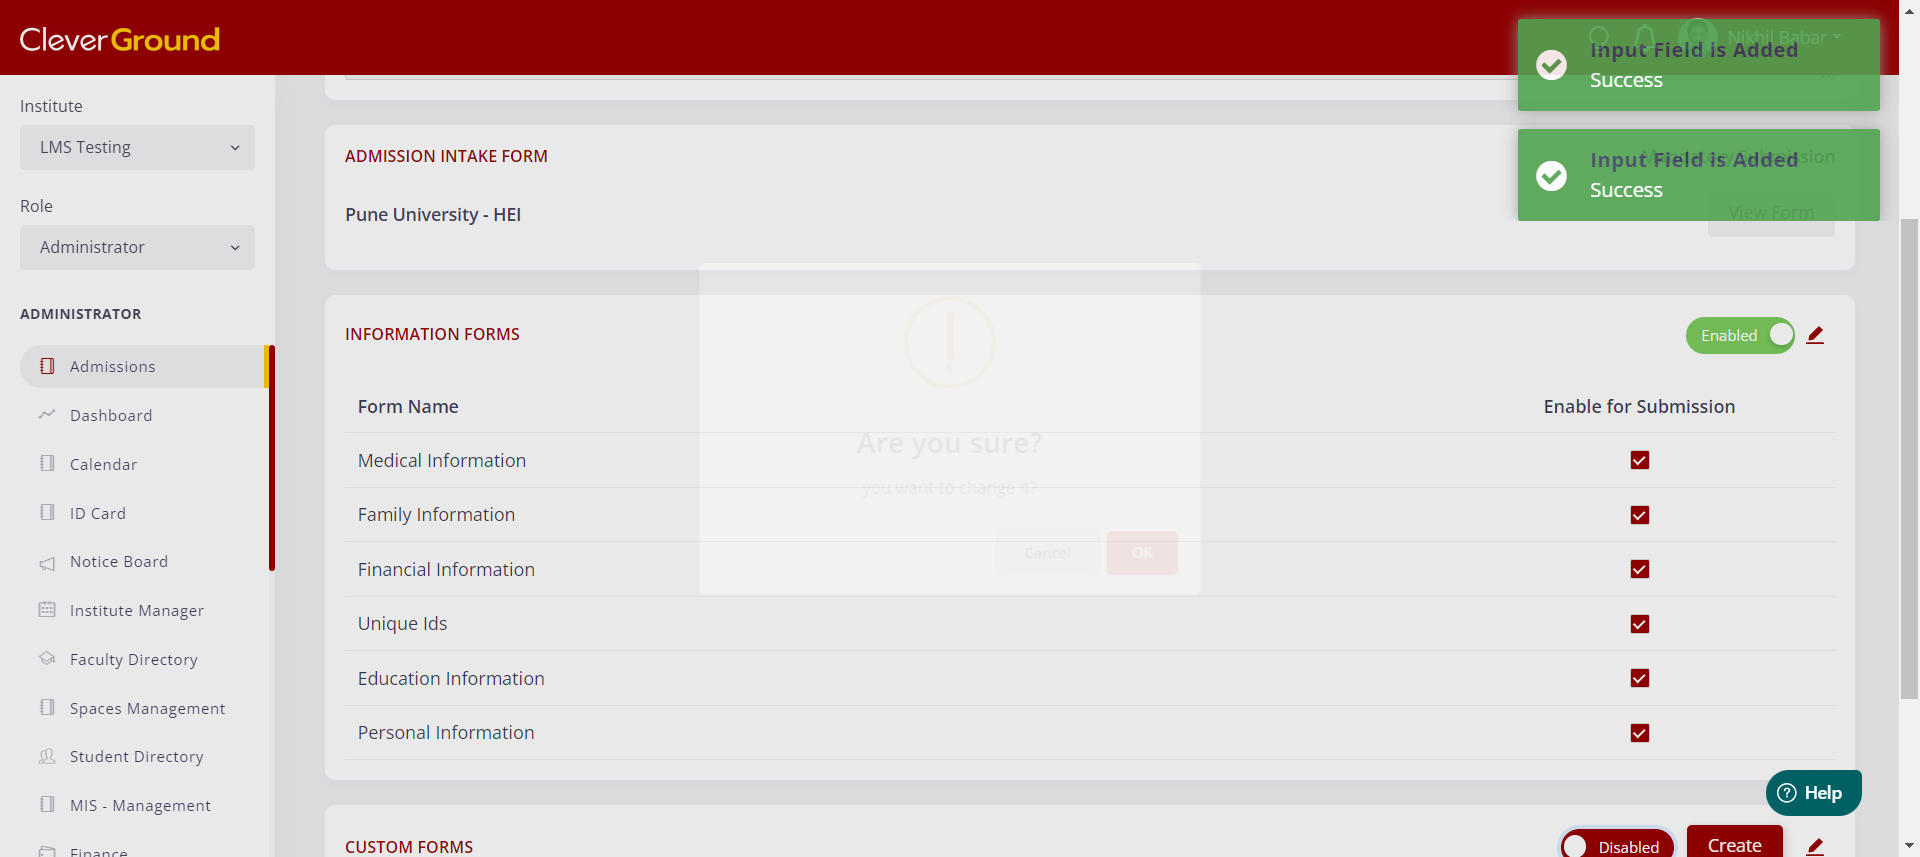 CleverGround
Nikhil Babar
Input Field is Added
Success
Input Field is Added
Success
Mandatory Submission
View Form
Institute
LMS Testing
Role
Administrator
ADMINISTRATOR
Admissions
Dashboard
Calendar
ID Card
Notice Board
Institute Manager
Faculty Directory
Spaces Management
Student Directory
MIS - Management
Finance
ADMISSION INTAKE FORM
Pune University - HEI
INFORMATION FORMS
Enabled
Form Name
Enable for Submission
Medical Information
Family Information
Financial Information
Unique Ids
Education Information
Personal Information
Are you sure?
you want to change it?
Cancel
OK
CUSTOM FORMS
Disabled
Create
Help